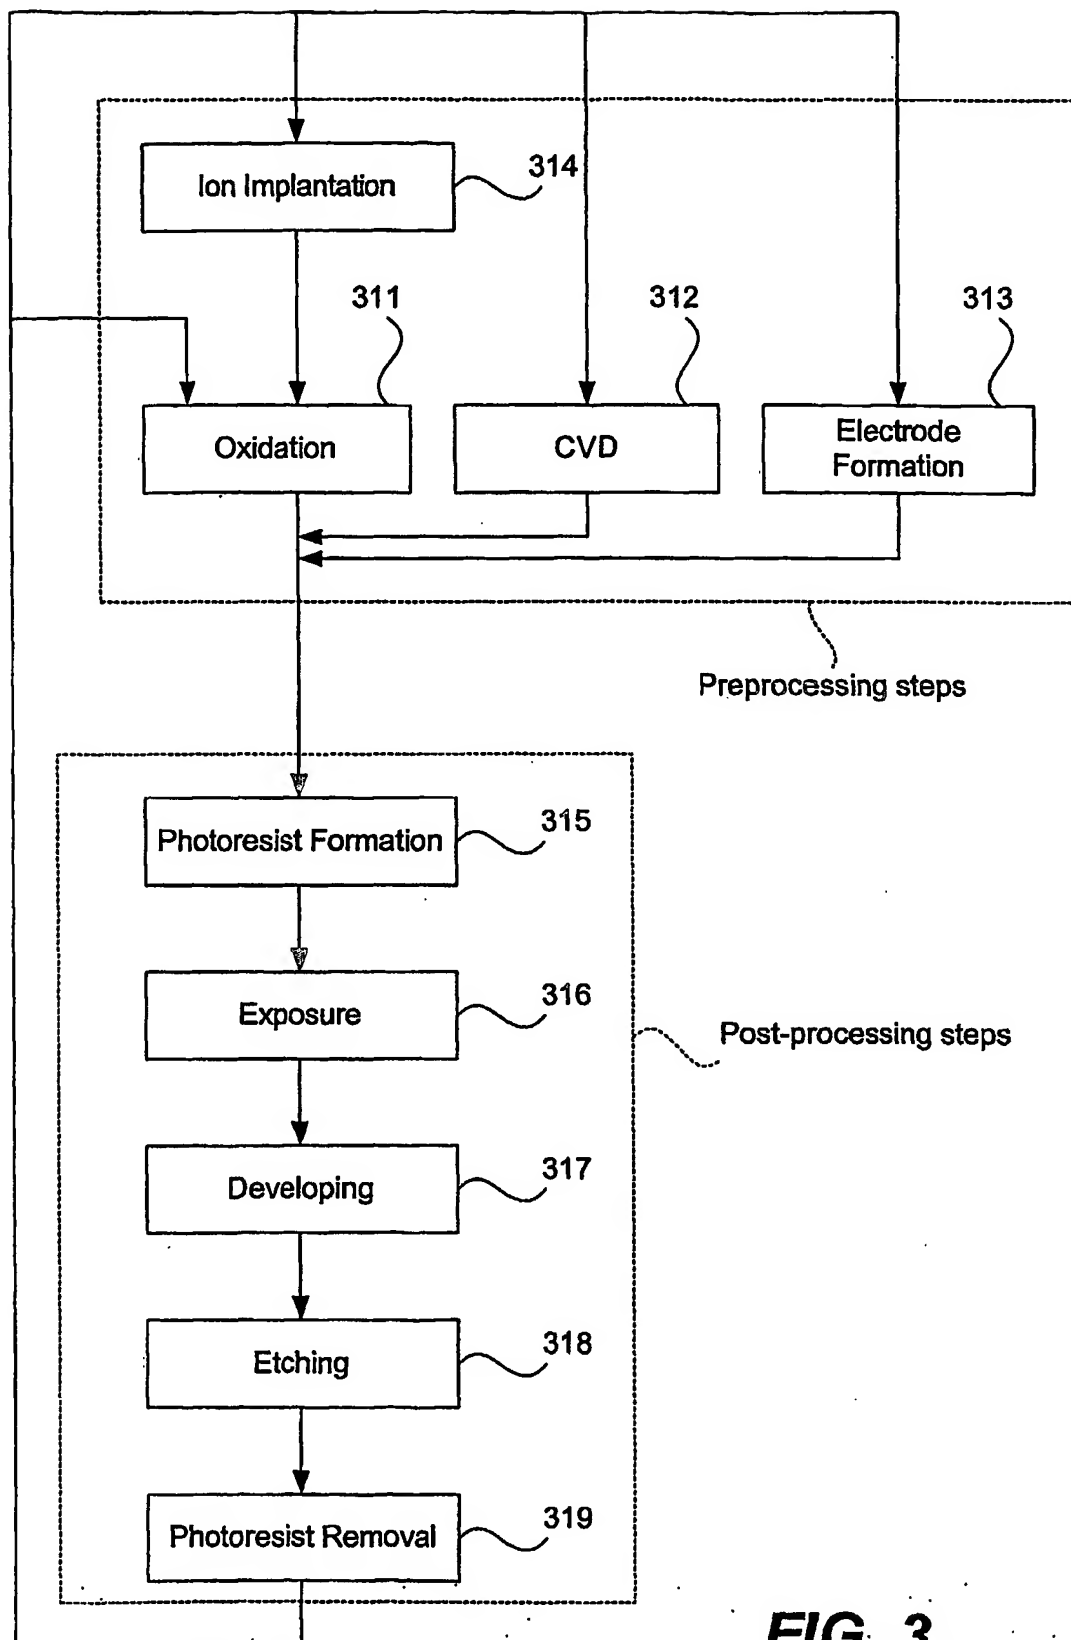 Ion Implantation
314
311
312
313
Oxidation
CVD
Electrode
Formation
Preprocessing steps
Photoresist Formation
315
Exposure
316
Post-processing steps
Developing
317
Etching
318
Photoresist Removal
319
FIG. 3